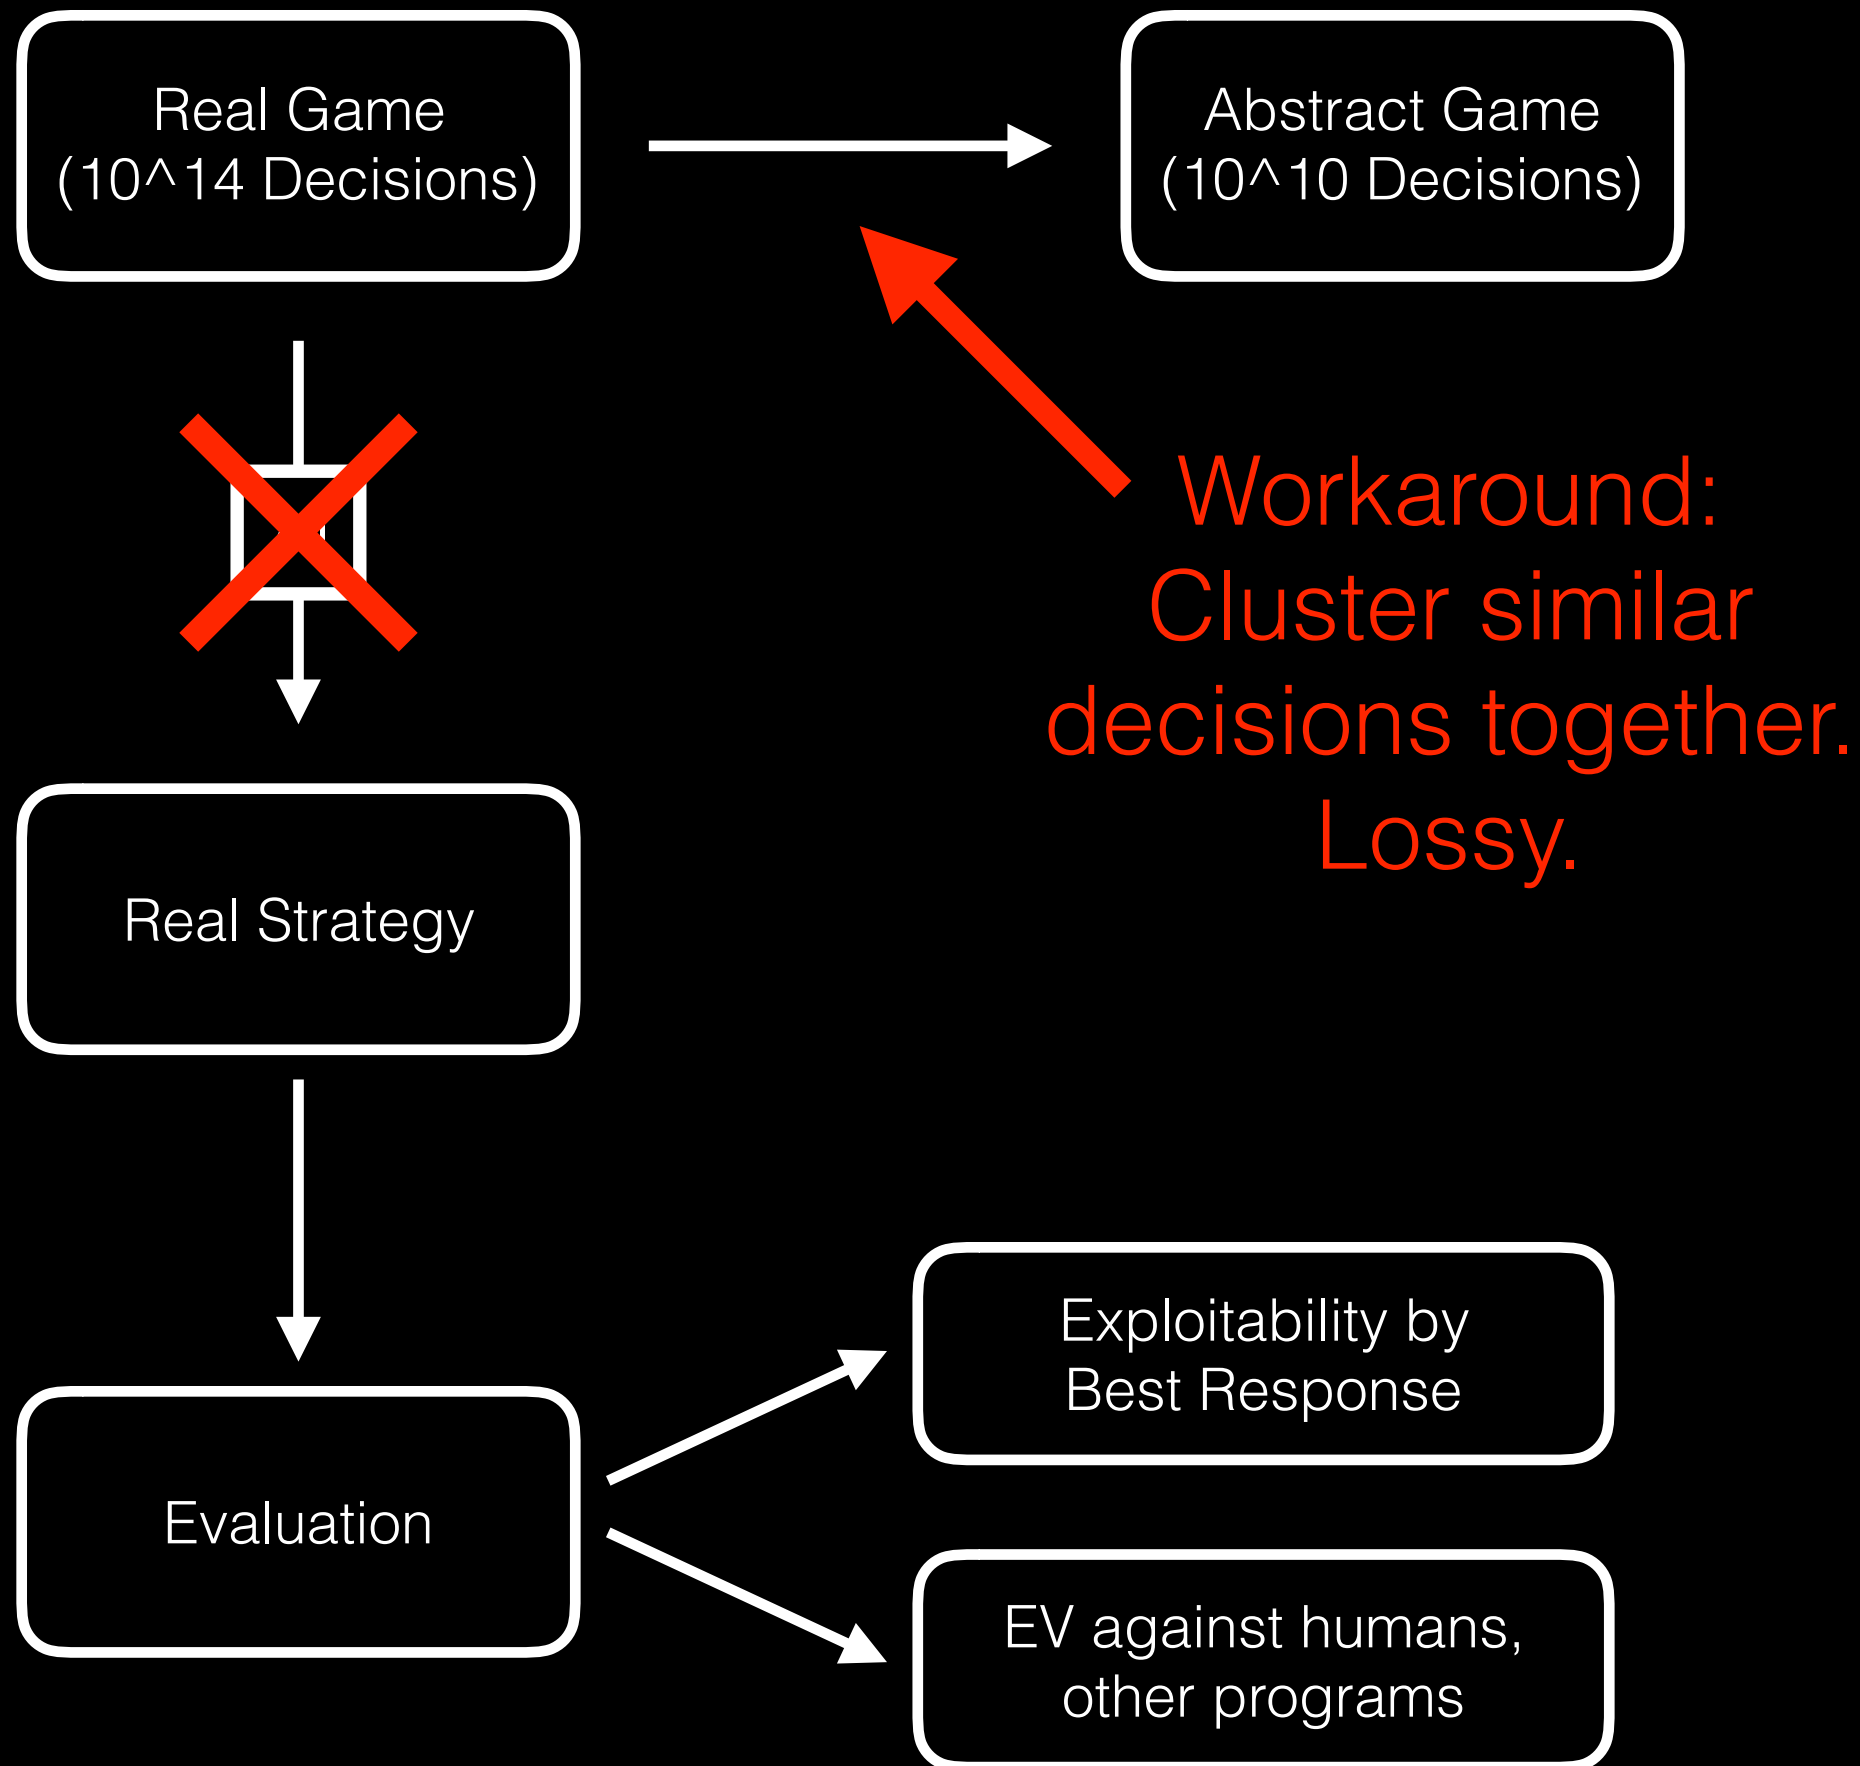 Real Game
(10^14 Decisions)
Abstract Game
(10^10 Decisions)
Workaround:
Cluster similar
decisions together.
Lossy.
Real Strategy
Exploitability by
Best Response
Evaluation
EV against humans,
other programs